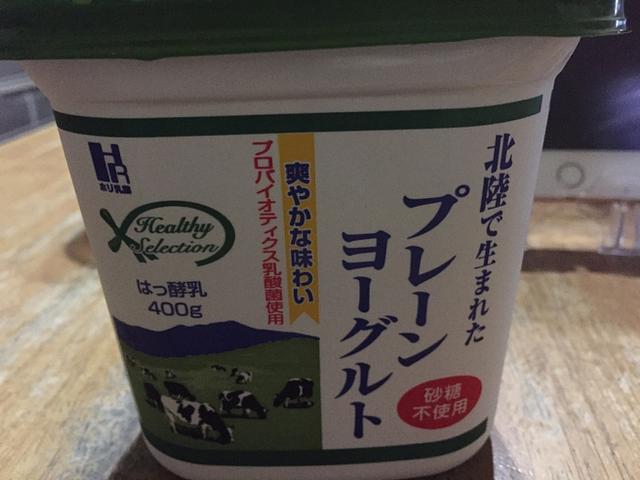 北陸で生まれた
プレーン
ヨーグルト
砂糖
不使用
爽やかな味わい
プロバイオティクス乳酸菌使用
HR
ホリ乳業
Healthy
Selection
はっ酵乳
400g